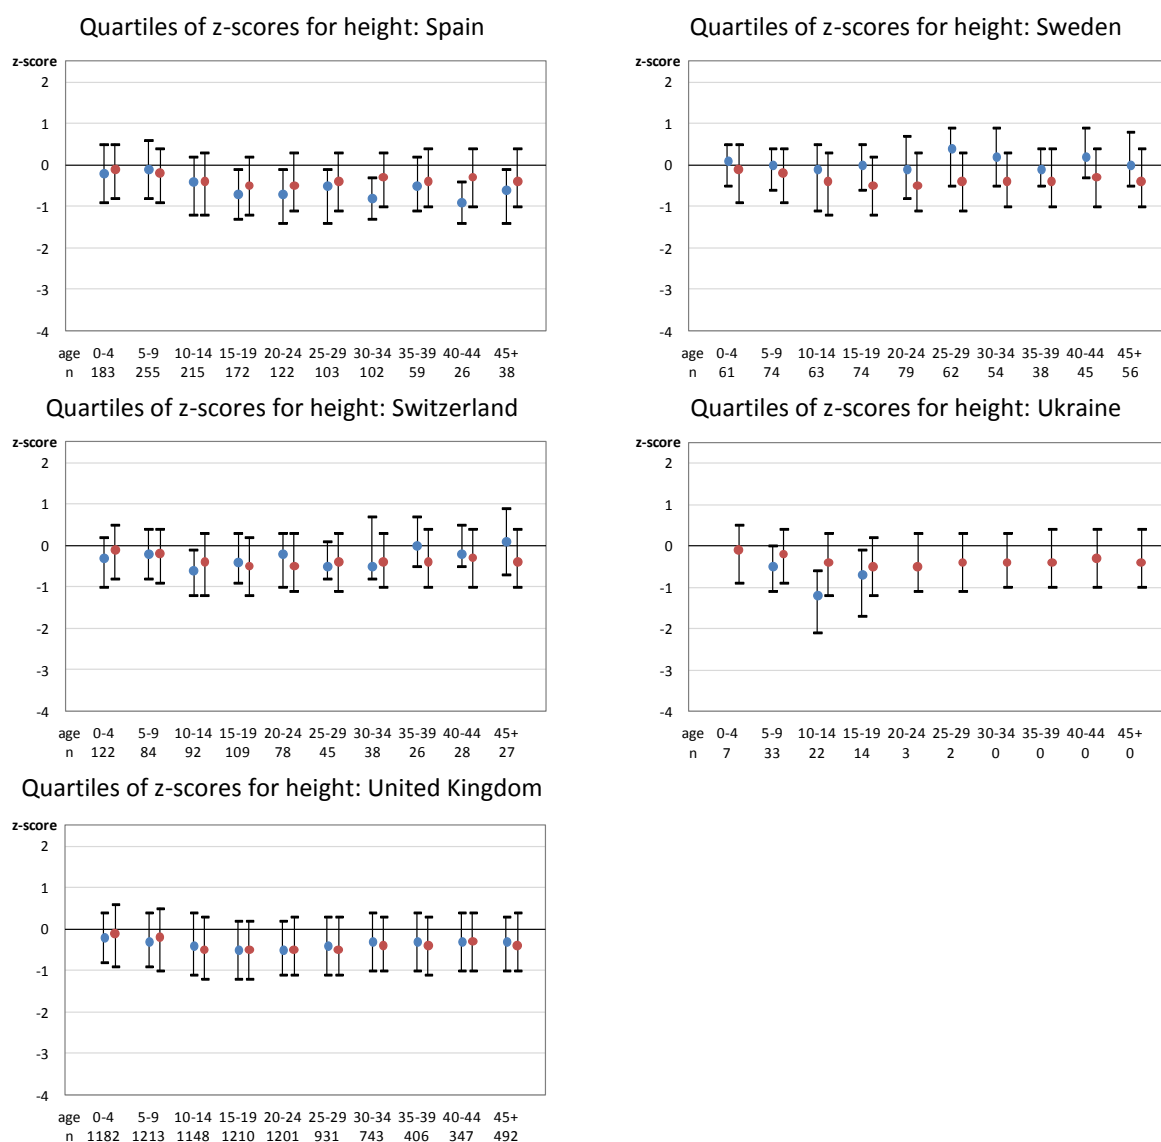 Quartiles of z-scores for height: Spain
z-score
2
1
0
-1
-2
-3
-4
age 0-4 5-9 10-14 15-19 20-24 25-29 30-34 35-39 40-44 45+
n 183 255 215 172 122 103 102 59 26 38
Quartiles of z-scores for height: Sweden
z-score
2
1
0
-1
-2
-3
-4
age 0-4 5-9 10-14 15-19 20-24 25-29 30-34 35-39 40-44 45+
n 61 74 63 74 79 62 54 38 45 56
Quartiles of z-scores for height: Switzerland
z-score
2
1
0
-1
-2
-3
-4
age 0-4 5-9 10-14 15-19 20-24 25-29 30-34 35-39 40-44 45+
n 122 84 92 109 78 45 38 26 28 27
Quartiles of z-scores for height: Ukraine
z-score
2
1
0
-1
-2
-3
-4
age 0-4 5-9 10-14 15-19 20-24 25-29 30-34 35-39 40-44 45+
n 7 33 22 14 3 2 0 0 0 0
Quartiles of z-scores for height: United Kingdom
z-score
2
1
0
-1
-2
-3
-4
age 0-4 5-9 10-14 15-19 20-24 25-29 30-34 35-39 40-44 45+
n 1182 1213 1148 1210 1201 931 743 406 347 492